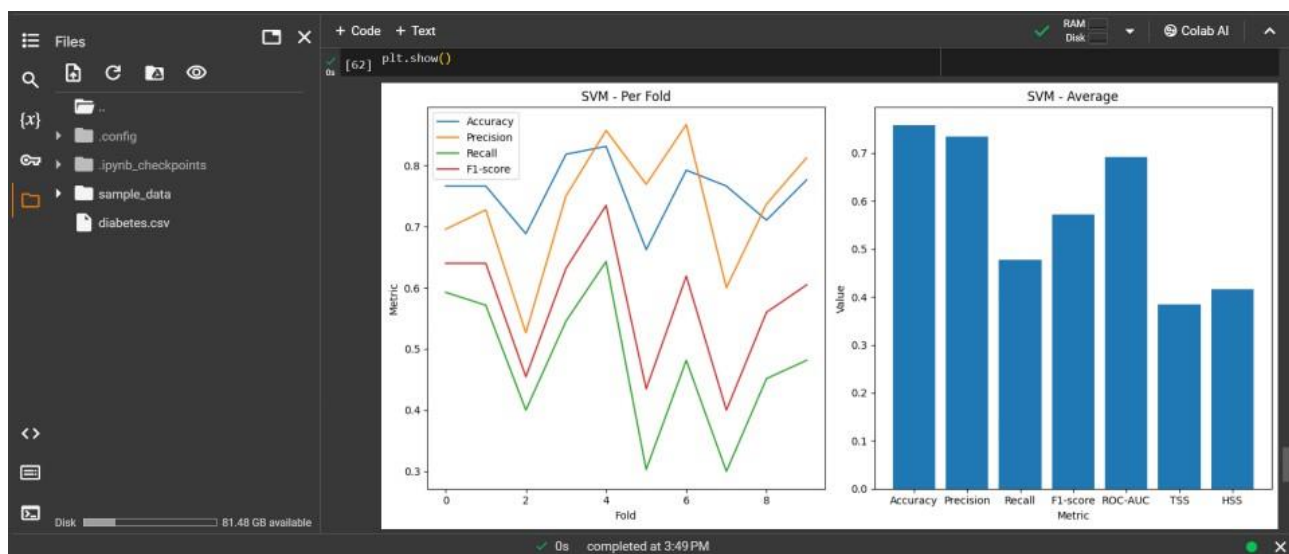 Files
+ Code + Text
RAM
Disk
Colab AI
[62] plt.show()
0s
{x}
..
.config
.ipynb_checkpoints
sample_data
diabetes.csv
Disk
81.48 GB available
SVM - Per Fold
Accuracy
Precision
Recall
F1-score
0.8
0.7
0.6
0.5
0.4
0.3
Metric
0 2 4 6 8
Fold
SVM - Average
0.7
0.6
0.5
0.4
0.3
0.2
0.1
0.0
Value
Accuracy Precision Recall F1-score ROC-AUC TSS HSS
Metric
0s completed at 3:49 PM